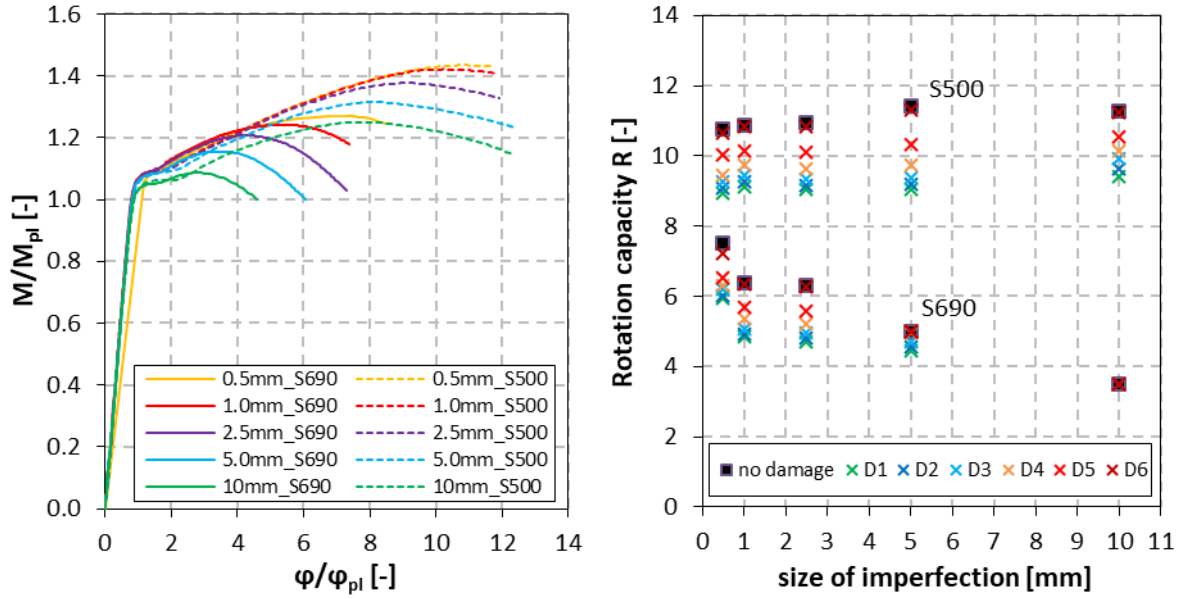 1.6
1.4
1.2
1.0
0.8
0.6
0.4
0.2
0.0
M/Mpl [-]
0.5mm_S690 0.5mm_S500
1.0mm_S690 1.0mm_S500
2.5mm_S690 2.5mm_S500
5.0mm_S690 5.0mm_S500
10mm_S690 10mm_S500
0 2 4 6 8 10 12 14
φ/φpl [-]
14
12
10
8
6
4
2
0
Rotation capacity R [-]
S500
S690
no damage D1 D2 D3 D4 D5 D6
0 1 2 3 4 5 6 7 8 9 10 11
size of imperfection [mm]